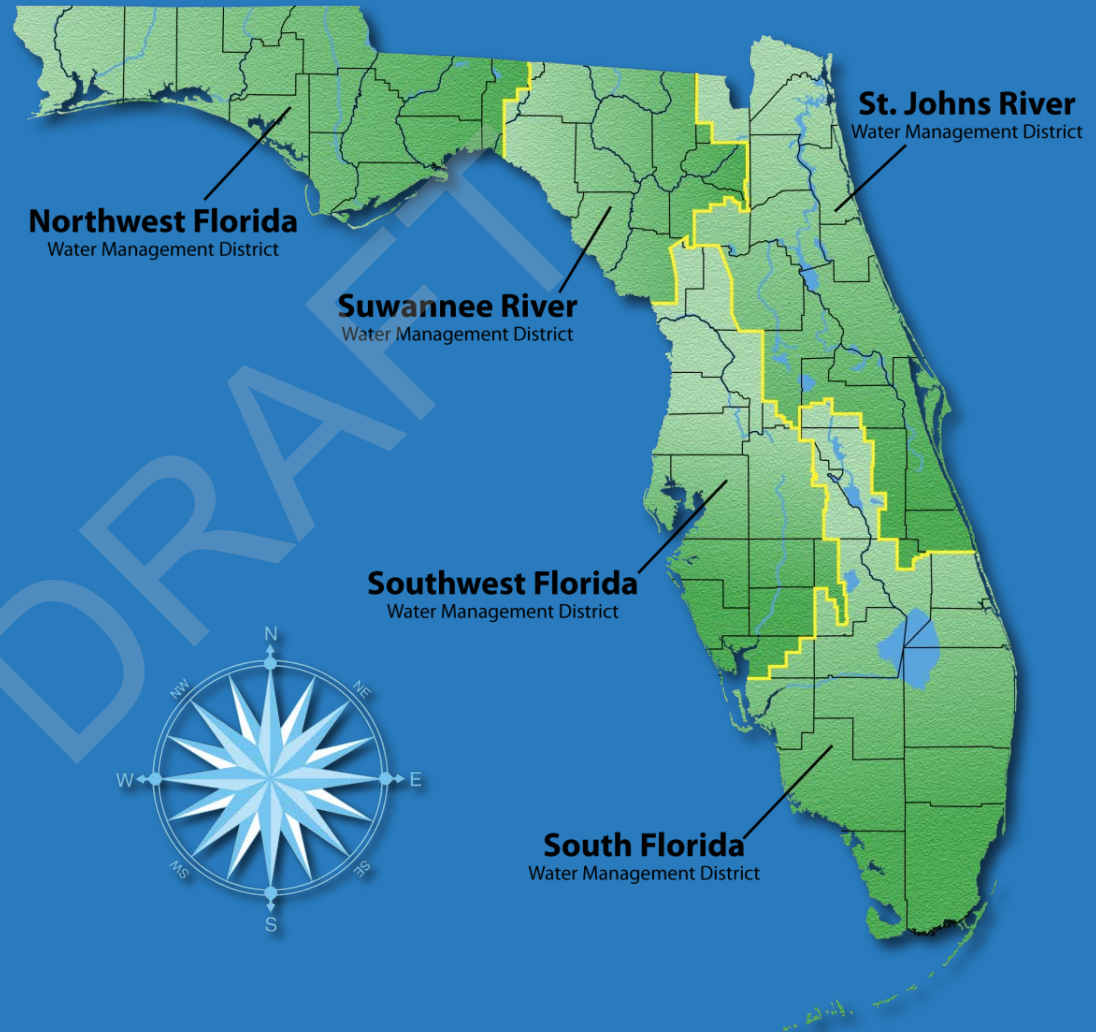 St. Johns River
Water Management District
Northwest Florida
Water Management District
Suwannee River
Water Management District
Southwest Florida
Water Management District
South Florida
Water Management District
DRAFT
N
NW
NE
W
E
SW
SE
S